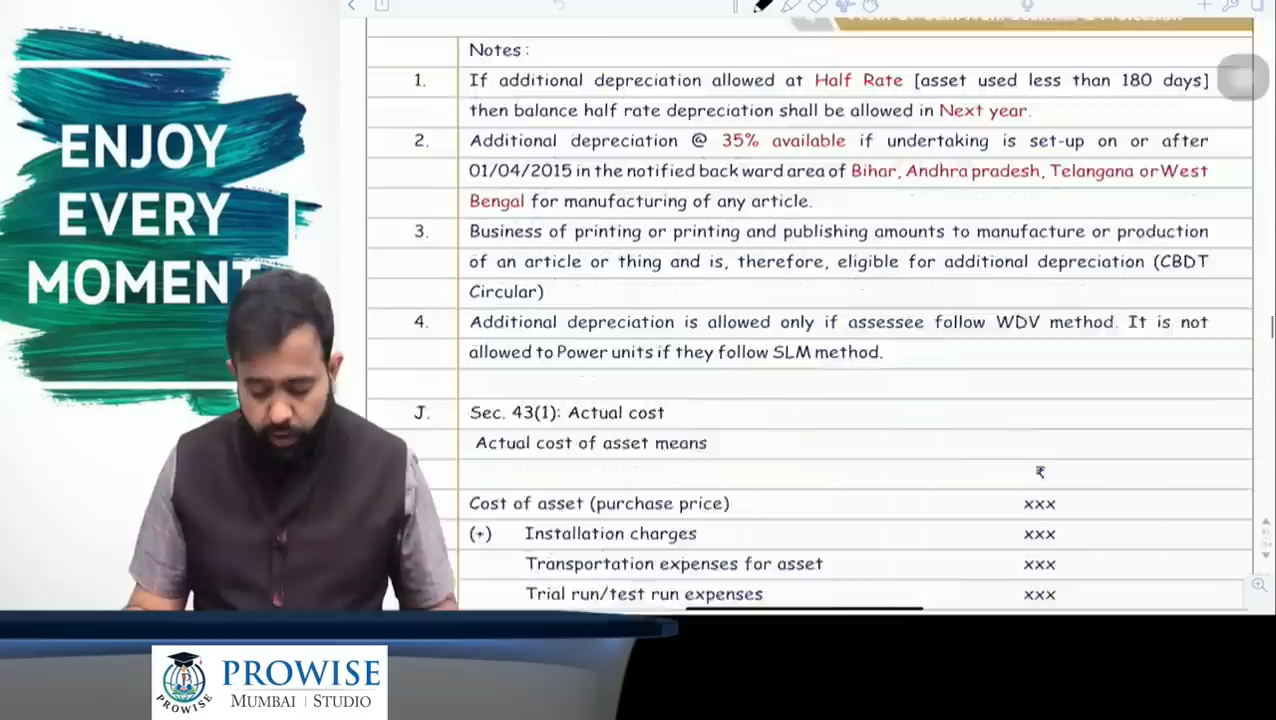 ENJOY
EVERY
MOMENT
Notes :
1. If additional depreciation allowed at Half Rate [asset used less than 180 days]
then balance half rate depreciation shall be allowed in Next year.
2. Additional depreciation @ 35% available if undertaking is set-up on or after
01/04/2015 in the notified back ward area of Bihar, Andhra pradesh, Telangana or West
Bengal for manufacturing of any article.
3. Business of printing or printing and publishing amounts to manufacture or production
of an article or thing and is, therefore, eligible for additional depreciation (CBDT
Circular)
4. Additional depreciation is allowed only if assessee follow WDV method. It is not
allowed to Power units if they follow SLM method.
J. Sec. 43(1): Actual cost
Actual cost of asset means
₹
Cost of asset (purchase price) xxx
(+) Installation charges xxx
Transportation expenses for asset xxx
Trial run/test run expenses xxx
PROWISE
PROWISE
MUMBAI | STUDIO